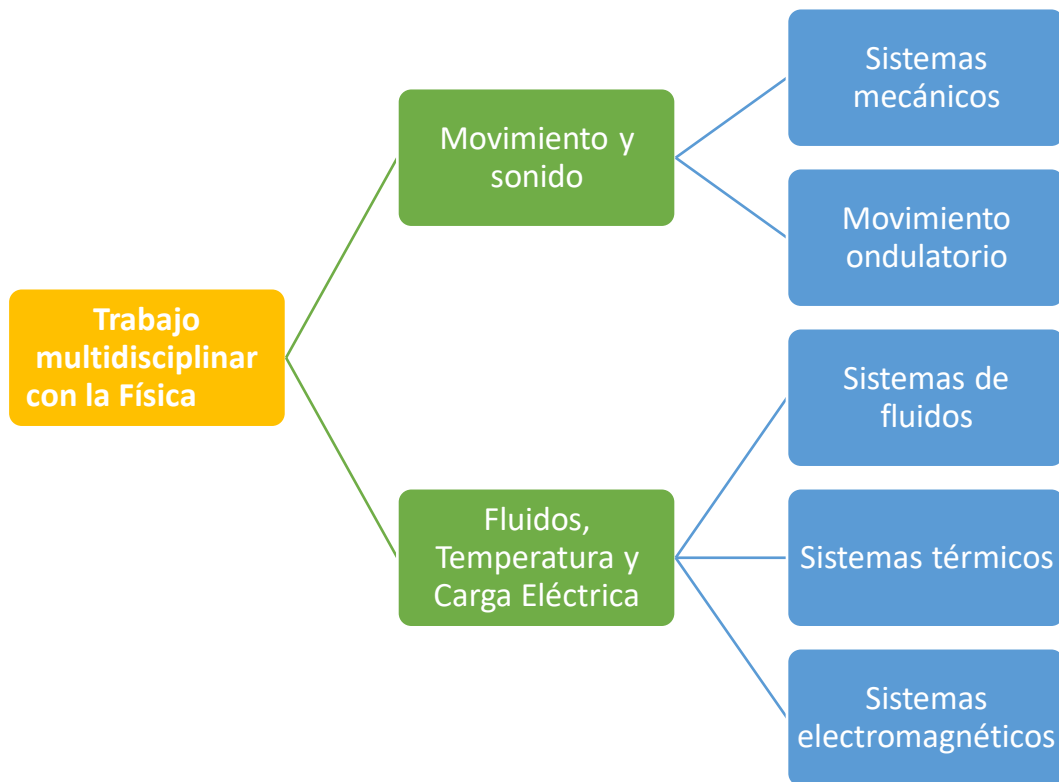 Trabajo
multidisciplinar
con la Física
Movimiento y
sonido
Sistemas
mecánicos
Movimiento
ondulatorio
Fluidos,
Temperatura y
Carga Eléctrica
Sistemas de
fluidos
Sistemas térmicos
Sistemas
electromagnéticos